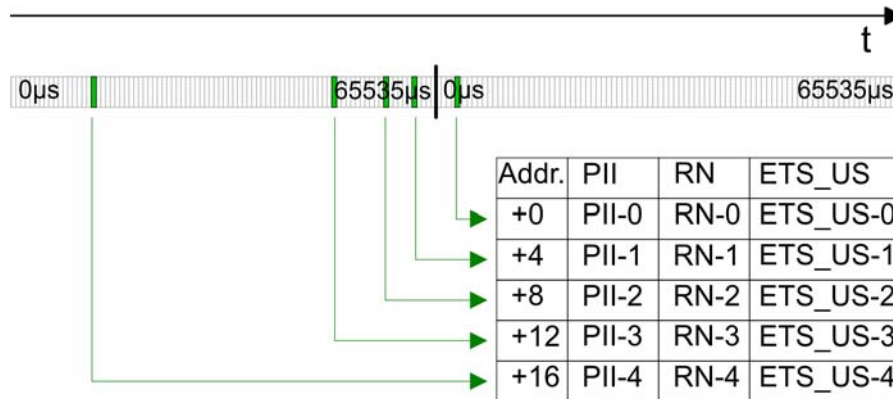 t
0µs 65535µs 0µs 65535µs
Addr. PII RN ETS_US
+0 PII-0 RN-0 ETS_US-0
+4 PII-1 RN-1 ETS_US-1
+8 PII-2 RN-2 ETS_US-2
+12 PII-3 RN-3 ETS_US-3
+16 PII-4 RN-4 ETS_US-4